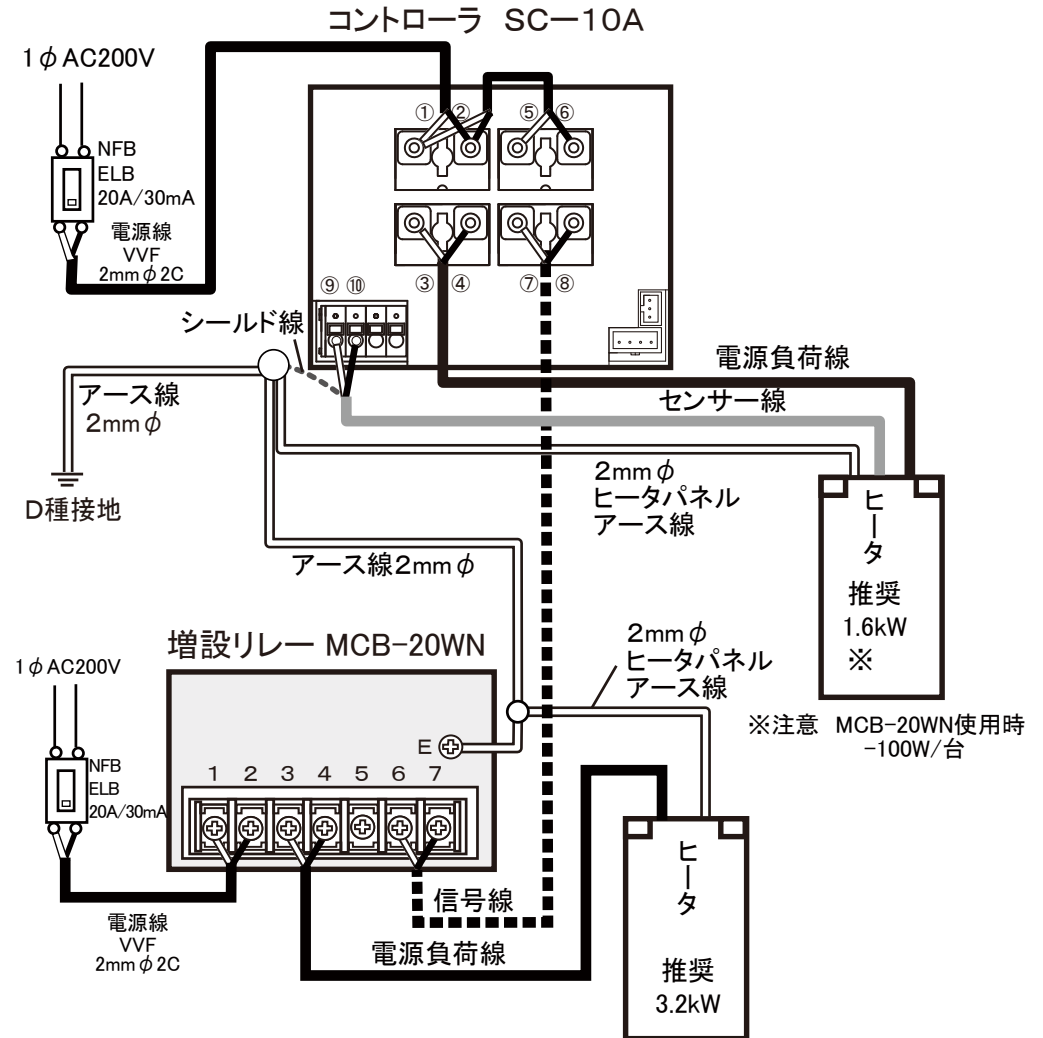 コントローラ SC－10A
1φAC200V
NFB
ELB
20A/30mA
電源線
VVF
2mmφ2C
① ② ⑤ ⑥
③ ④ ⑦ ⑧
⑨ ⑩
シールド線
アース線
2mmφ
D種接地
電源負荷線
センサー線
2mmφ
ヒータパネル
アース線
ヒータ
推奨
1.6kW
※
アース線2mmφ
増設リレー MCB-20WN
2mmφ
ヒータパネル
アース線
※注意 MCB-20WN使用時
-100W/台
1φAC200V
NFB
ELB
20A/30mA
E
1 2 3 4 5 6 7
電源線
VVF
2mmφ2C
信号線
電源負荷線
ヒータ
推奨
3.2kW